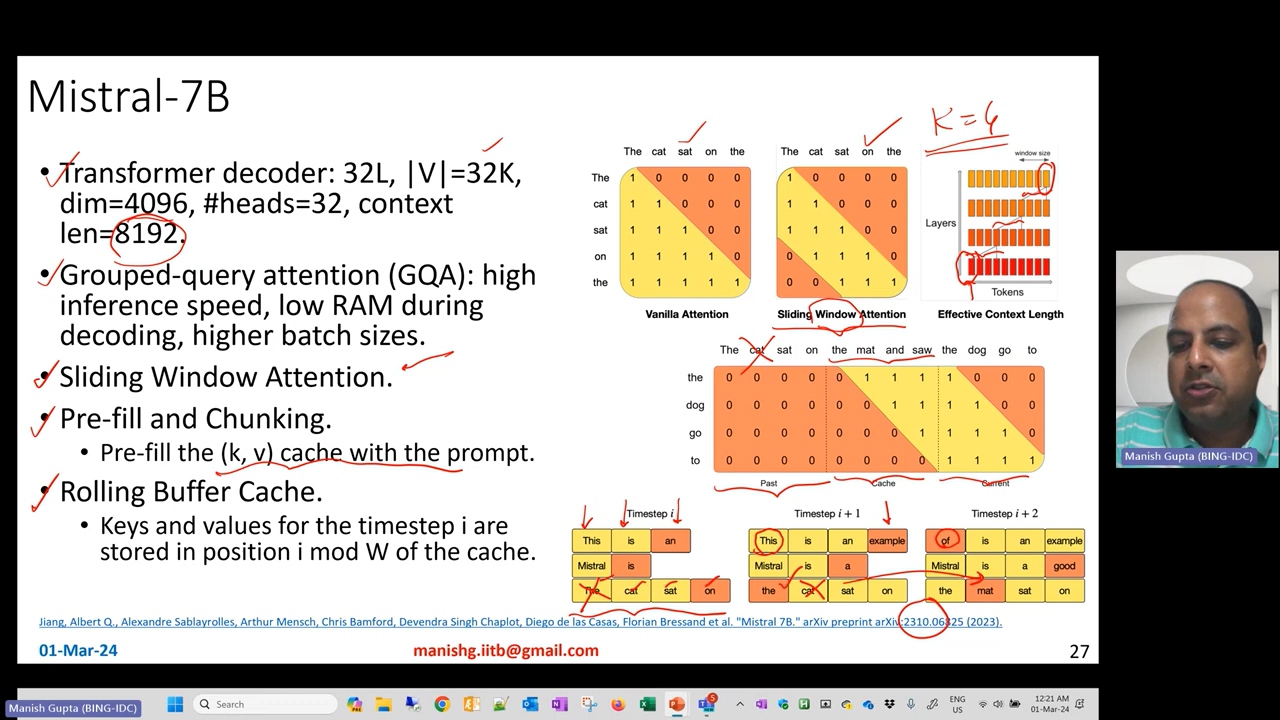 Mistral-7B
• Transformer decoder: 32L, |V|=32K,
dim=4096, #heads=32, context
len=8192.
• Grouped-query attention (GQA): high
inference speed, low RAM during
decoding, higher batch sizes.
• Sliding Window Attention.
• Pre-fill and Chunking.
• Pre-fill the (k, v) cache with the prompt.
• Rolling Buffer Cache.
• Keys and values for the timestep i are
stored in position i mod W of the cache.
The cat sat on the
The 1 0 0 0 0
cat 1 1 0 0 0
sat 1 1 1 0 0
on 1 1 1 1 0
the 1 1 1 1 1
Vanilla Attention
The cat sat on the
1 0 0 0 0
1 1 0 0 0
1 1 1 0 0
0 1 1 1 0
0 0 1 1 1
Sliding Window Attention
window size
Layers
Tokens
Effective Context Length
The cat sat on the mat and saw the dog go to
the 0 0 0 0 0 1 1 1 1 0 0 0
dog 0 0 0 0 0 0 1 1 1 1 0 0
go 0 0 0 0 0 0 0 1 1 1 1 0
to 0 0 0 0 0 0 0 0 1 1 1 1
Past Cache Current
Timestep i
This is an
Mistral is
The cat sat on
Timestep i + 1
This is an example
Mistral is a
the cat sat on
Timestep i + 2
of is an example
Mistral is a good
the mat sat on
Jiang, Albert Q., Alexandre Sablayrolles, Arthur Mensch, Chris Bamford, Devendra Singh Chaplot, Diego de las Casas, Florian Bressand et al. "Mistral 7B." arXiv preprint arXiv:2310.06825 (2023).
01-Mar-24
manishg.iitb@gmail.com
27
Manish Gupta (BING-IDC)
Manish Gupta (BING-IDC)
Search
ENG
US
12:21 AM
01-Mar-24